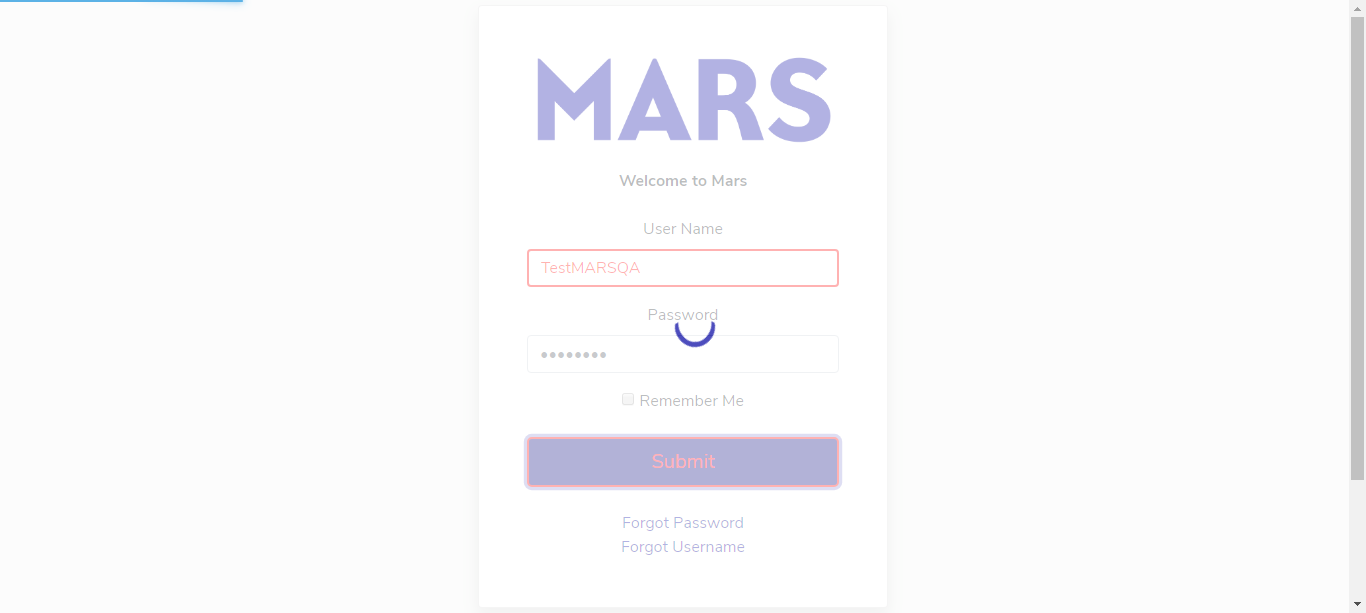 MARS
Welcome to Mars
User Name
TestMARSQA
Password
••••••••
Remember Me
Submit
Forgot Password
Forgot Username